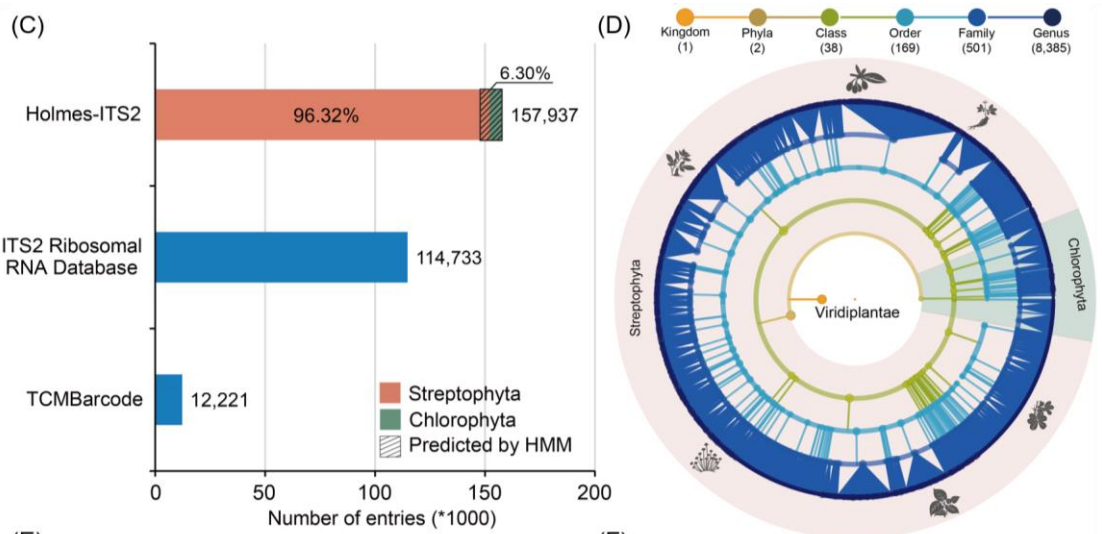 (C)
6.30%
Holmes-ITS2
96.32%
157,937
ITS2 Ribosomal
RNA Database
114,733
TCMBarcode
12,221
Streptophyta
Chlorophyta
Predicted by HMM
0
50
100
150
200
Number of entries (*1000)
(D)
Kingdom
(1)
Phyla
(2)
Class
(38)
Order
(169)
Family
(501)
Genus
(8,385)
Streptophyta
Viridiplantae
Chlorophyta